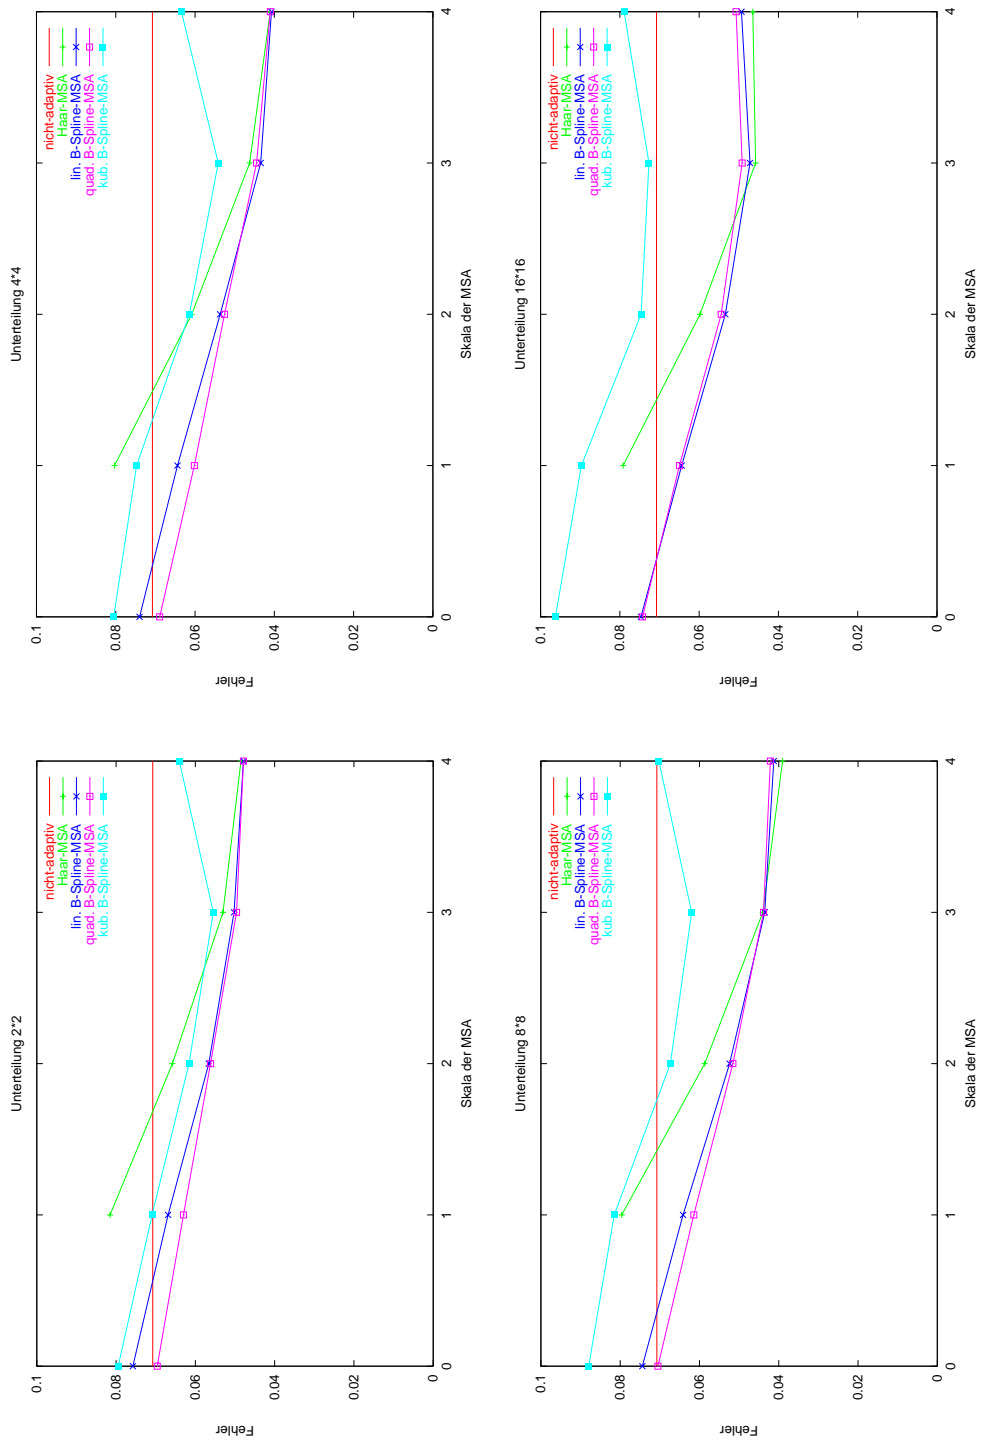 Unterteilung 2*2
nicht-adaptiv
Haar-MSA
lin. B-Spline-MSA
quad. B-Spline-MSA
kub. B-Spline-MSA
0.1
0.08
0.06
0.04
0.02
0
Fehler
0 1 2 3 4
Skala der MSA
Unterteilung 4*4
nicht-adaptiv
Haar-MSA
lin. B-Spline-MSA
quad. B-Spline-MSA
kub. B-Spline-MSA
0.1
0.08
0.06
0.04
0.02
0
Fehler
0 1 2 3 4
Skala der MSA
Unterteilung 8*8
nicht-adaptiv
Haar-MSA
lin. B-Spline-MSA
quad. B-Spline-MSA
kub. B-Spline-MSA
0.1
0.08
0.06
0.04
0.02
0
Fehler
0 1 2 3 4
Skala der MSA
Unterteilung 16*16
nicht-adaptiv
Haar-MSA
lin. B-Spline-MSA
quad. B-Spline-MSA
kub. B-Spline-MSA
0.1
0.08
0.06
0.04
0.02
0
Fehler
0 1 2 3 4
Skala der MSA